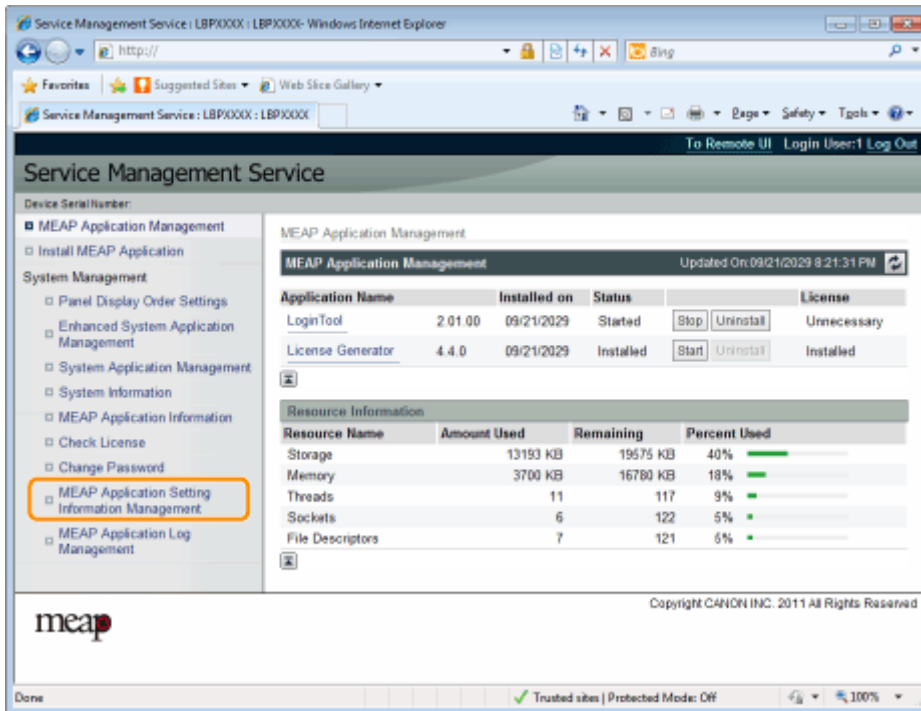 Service Management Service : LBPXXXX : LBPXXXX- Windows Internet Explorer
http://
Bing
Favorites Suggested Sites Web Slice Gallery
Service Management Service : LBPXXXX : LBPXXXX
Page Safety Tools
To Remote UI Login User:1 Log Out
Service Management Service
Device Serial Number:
MEAP Application Management
Install MEAP Application
System Management
Panel Display Order Settings
Enhanced System Application
Management
System Application Management
System Information
MEAP Application Information
Check License
Change Password
MEAP Application Setting
Information Management
MEAP Application Log
Management
MEAP Application Management
MEAP Application Management Updated On:09/21/2029 8:21:31 PM
Application Name Installed on Status License
LoginTool 2.01.00 09/21/2029 Started Stop Uninstall Unnecessary
License Generator 4.4.0 09/21/2029 Installed Start Uninstall Installed
Resource Information
Resource Name Amount Used Remaining Percent Used
Storage 13193 KB 19575 KB 40%
Memory 3700 KB 16780 KB 18%
Threads 11 117 9%
Sockets 6 122 5%
File Descriptors 7 121 6%
Copyright CANON INC. 2011 All Rights Reserved
meap
Done Trusted sites | Protected Mode: Off 100%